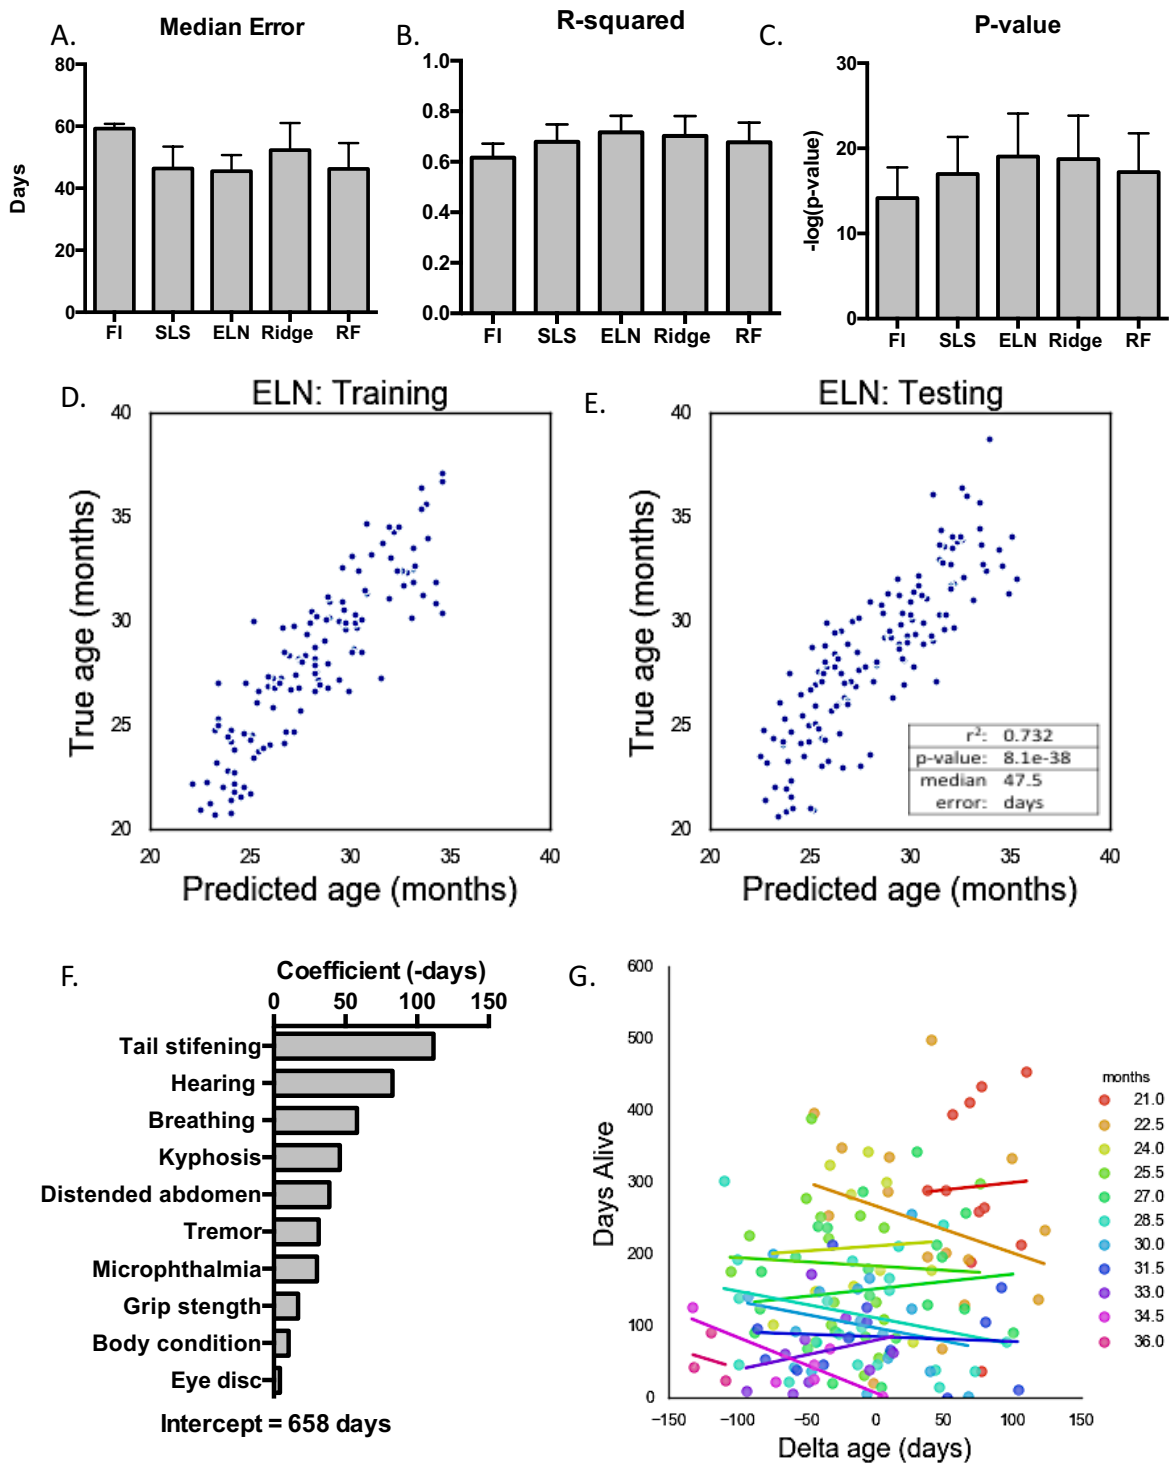 A.
Median Error
80
60
40
20
0
Days
FI SLS ELN Ridge RF
B.
R-squared
1.0
0.8
0.6
0.4
0.2
0.0
FI SLS ELN Ridge RF
C.
P-value
30
20
10
0
-log(p-value)
FI SLS ELN Ridge RF
D.
ELN: Training
40
35
30
25
20
True age (months)
20 25 30 35 40
Predicted age (months)
E.
ELN: Testing
40
35
30
25
20
True age (months)
r²: 0.732
p-value: 8.1e-38
median 47.5
error: days
20 25 30 35 40
Predicted age (months)
F.
Coefficient (-days)
0 50 100 150
Tail stifening
Hearing
Breathing
Kyphosis
Distended abdomen
Tremor
Microphthalmia
Grip stength
Body condition
Eye disc
Intercept = 658 days
G.
600
500
400
300
200
100
0
Days Alive
−150 −100 −50 0 50 100 150
Delta age (days)
months
21.0
22.5
24.0
25.5
27.0
28.5
30.0
31.5
33.0
34.5
36.0